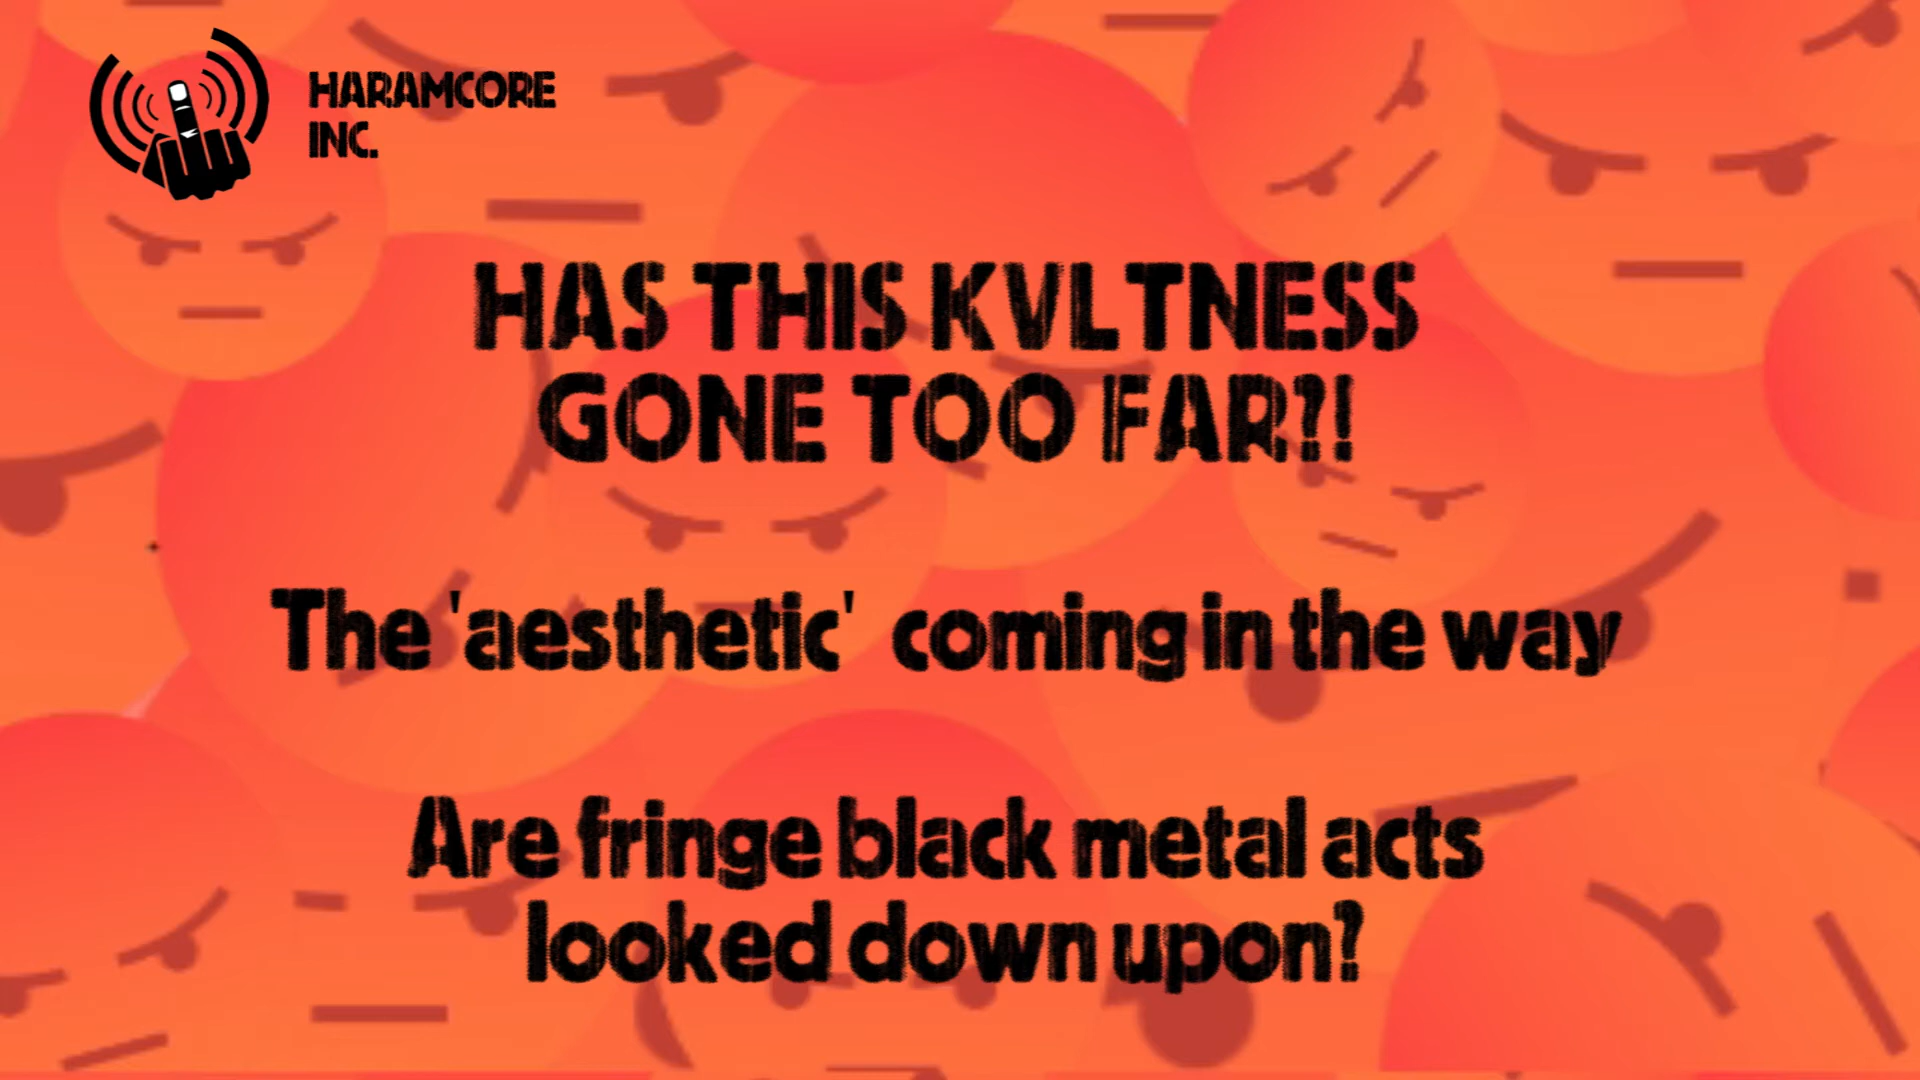 HARAMCORE
INC.
HAS THIS KVLTNESS
GONE TOO FAR?!
The 'aesthetic' coming in the way
Are fringe black metal acts
looked down upon?